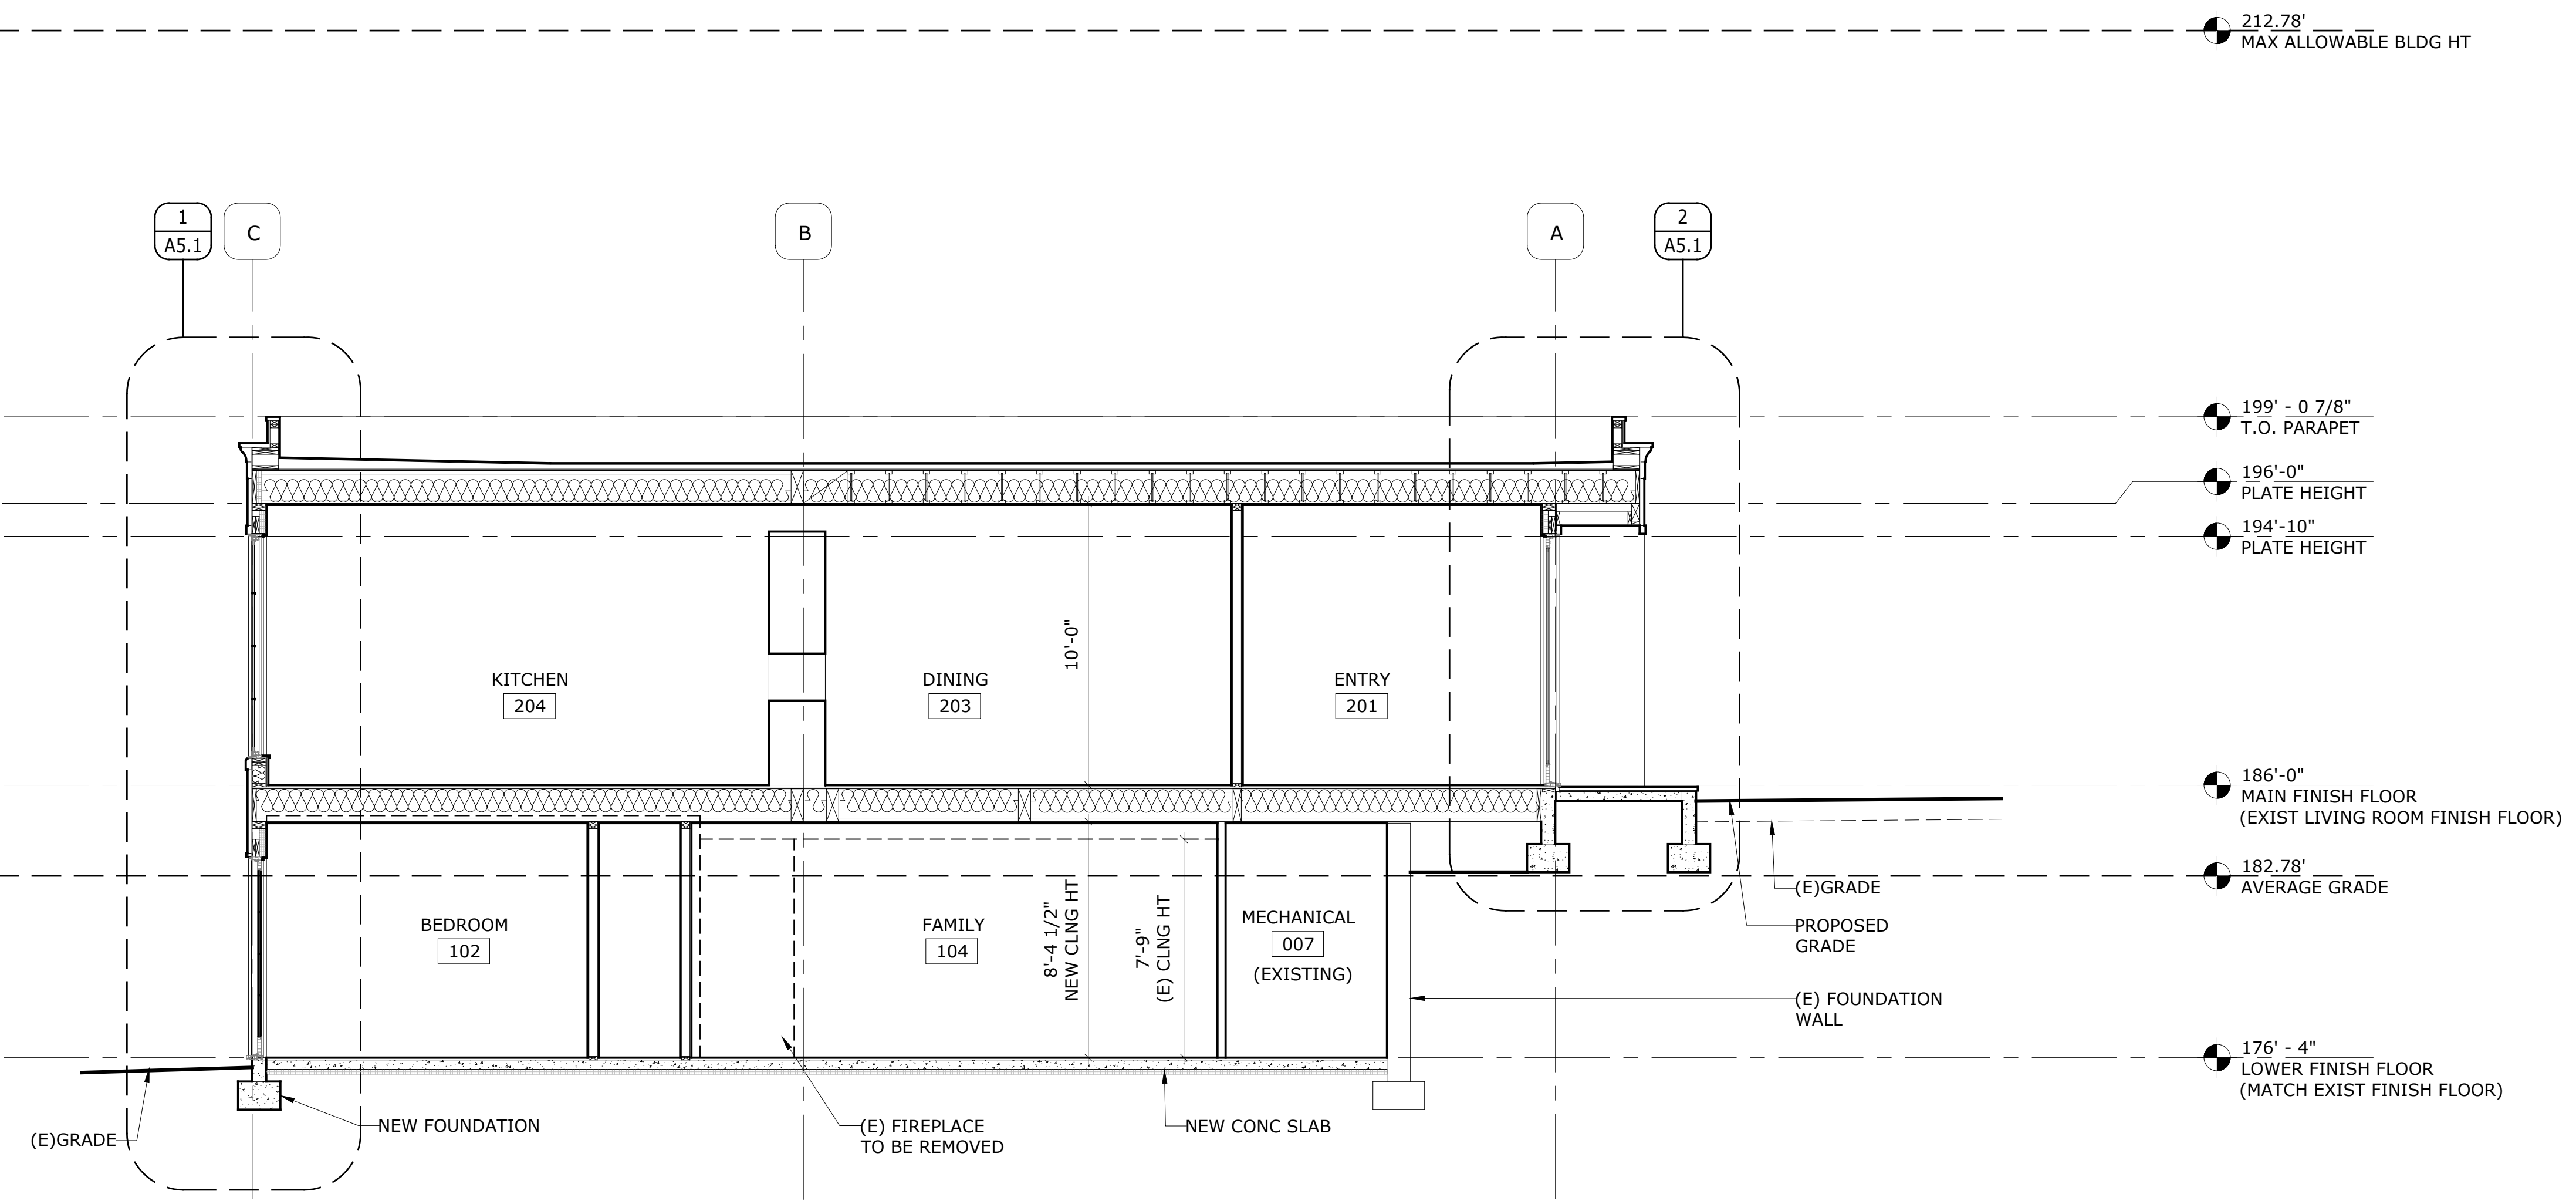 212.78'
MAX ALLOWABLE BLDG HT
1
A5.1
C
B
A
2
A5.1
199' - 0 7/8"
T.O. PARAPET
196'-0"
PLATE HEIGHT
194'-10"
PLATE HEIGHT
10'-0"
KITCHEN
204
DINING
203
ENTRY
201
186'-0"
MAIN FINISH FLOOR
(EXIST LIVING ROOM FINISH FLOOR)
182.78'
AVERAGE GRADE
(E)GRADE
PROPOSED
GRADE
BEDROOM
102
FAMILY
104
8'-4 1/2"
NEW CLNG HT
7'-9"
(E) CLNG HT
MECHANICAL
007
(EXISTING)
(E) FOUNDATION
WALL
176' - 4"
LOWER FINISH FLOOR
(MATCH EXIST FINISH FLOOR)
(E)GRADE
NEW FOUNDATION
(E) FIREPLACE
TO BE REMOVED
NEW CONC SLAB